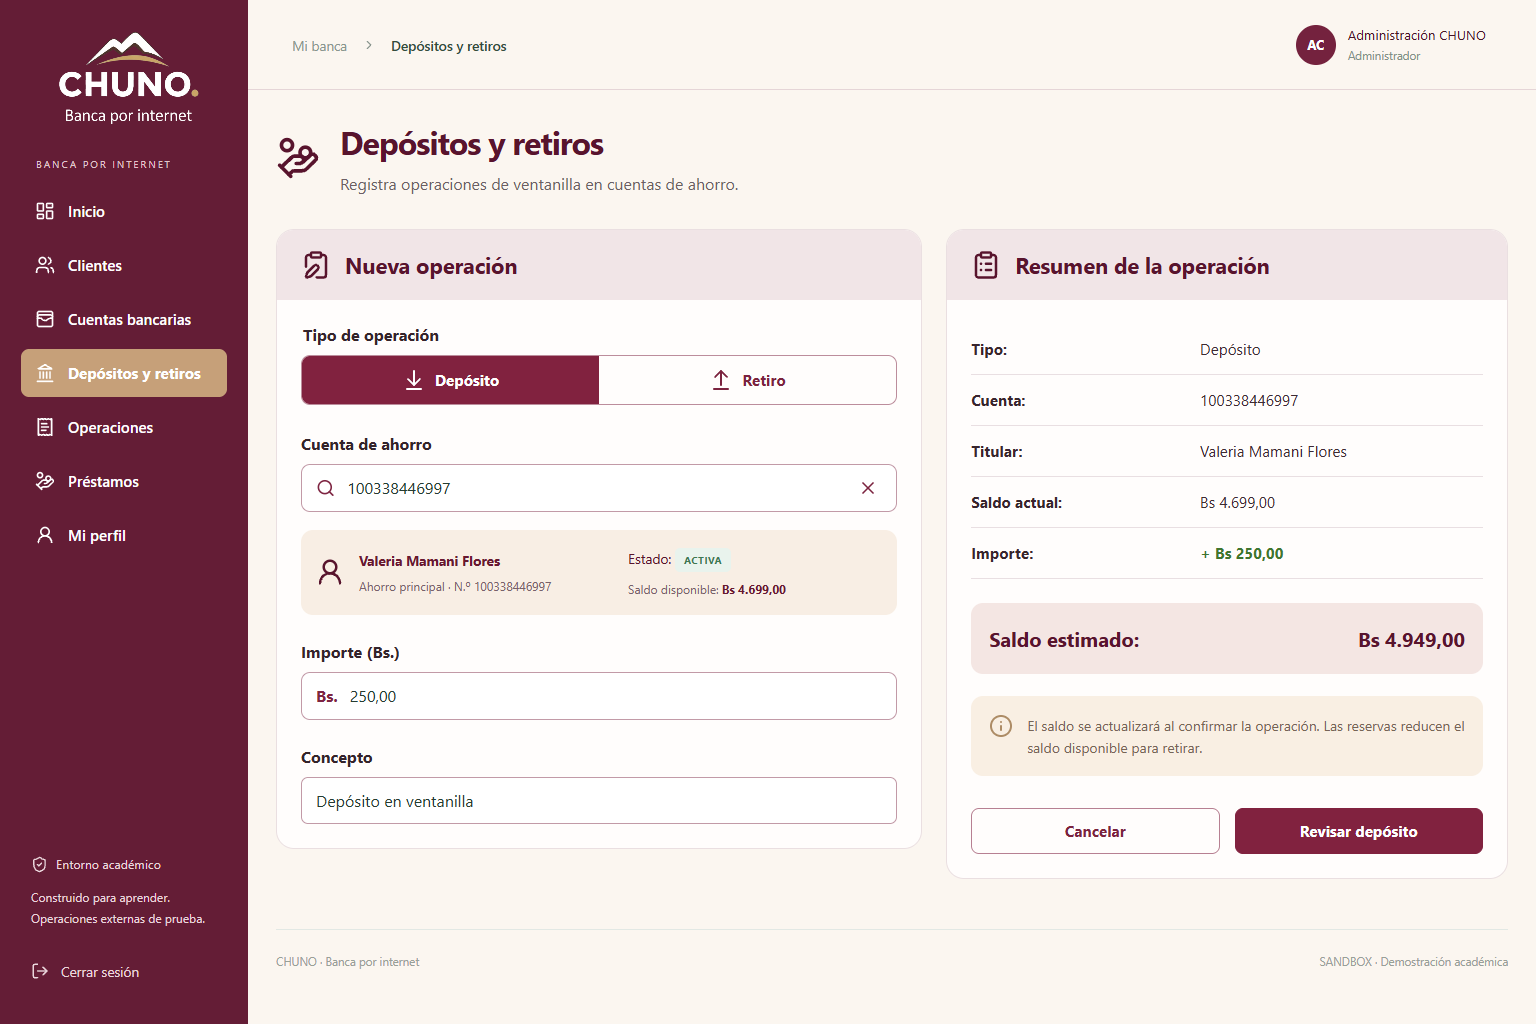 CHUNO.
Banca por internet
BANCA POR INTERNET
Inicio
Clientes
Cuentas bancarias
Depósitos y retiros
Operaciones
Préstamos
Mi perfil
Entorno académico
Construido para aprender.
Operaciones externas de prueba.
Cerrar sesión
Mi banca > Depósitos y retiros
AC
Administración CHUNO
Administrador
Depósitos y retiros
Registra operaciones de ventanilla en cuentas de ahorro.
Nueva operación
Tipo de operación
Depósito
Retiro
Cuenta de ahorro
100338446997
Valeria Mamani Flores
Ahorro principal · N.º 100338446997
Estado: ACTIVA
Saldo disponible: Bs 4.699,00
Importe (Bs.)
Bs. 250,00
Concepto
Depósito en ventanilla
Resumen de la operación
Tipo: Depósito
Cuenta: 100338446997
Titular: Valeria Mamani Flores
Saldo actual: Bs 4.699,00
Importe: + Bs 250,00
Saldo estimado: Bs 4.949,00
El saldo se actualizará al confirmar la operación. Las reservas reducen el
saldo disponible para retirar.
Cancelar
Revisar depósito
CHUNO · Banca por internet
SANDBOX · Demostración académica